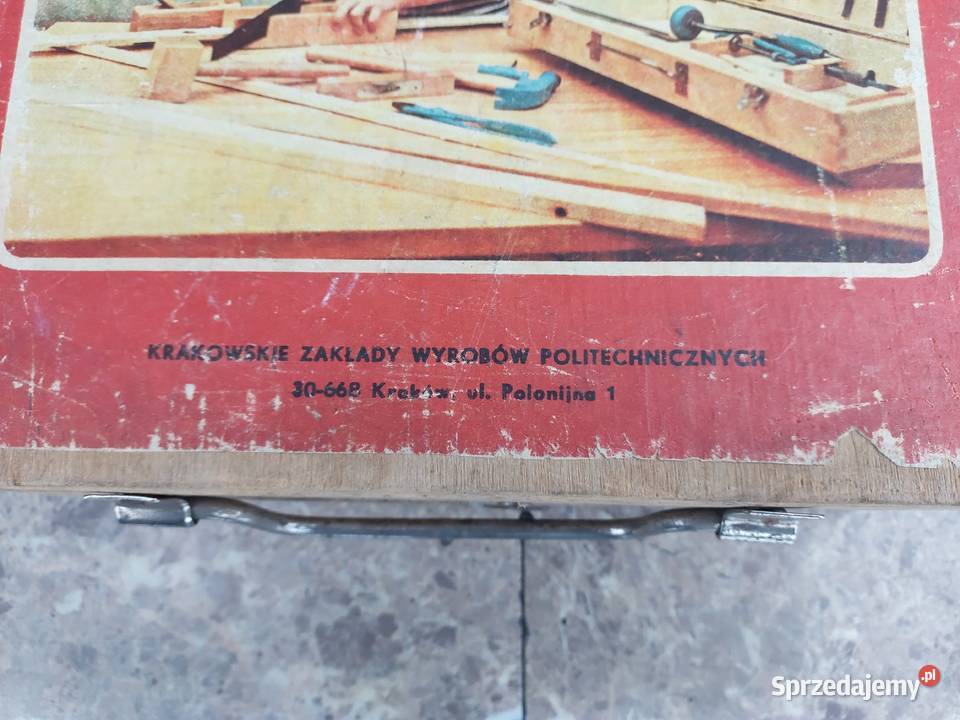 KRAKOWSKIE ZAKŁADY WYROBÓW POLITECHNICZNYCH
30-668 Kraków, ul. Polonijna 1
Sprzedajemy.pl